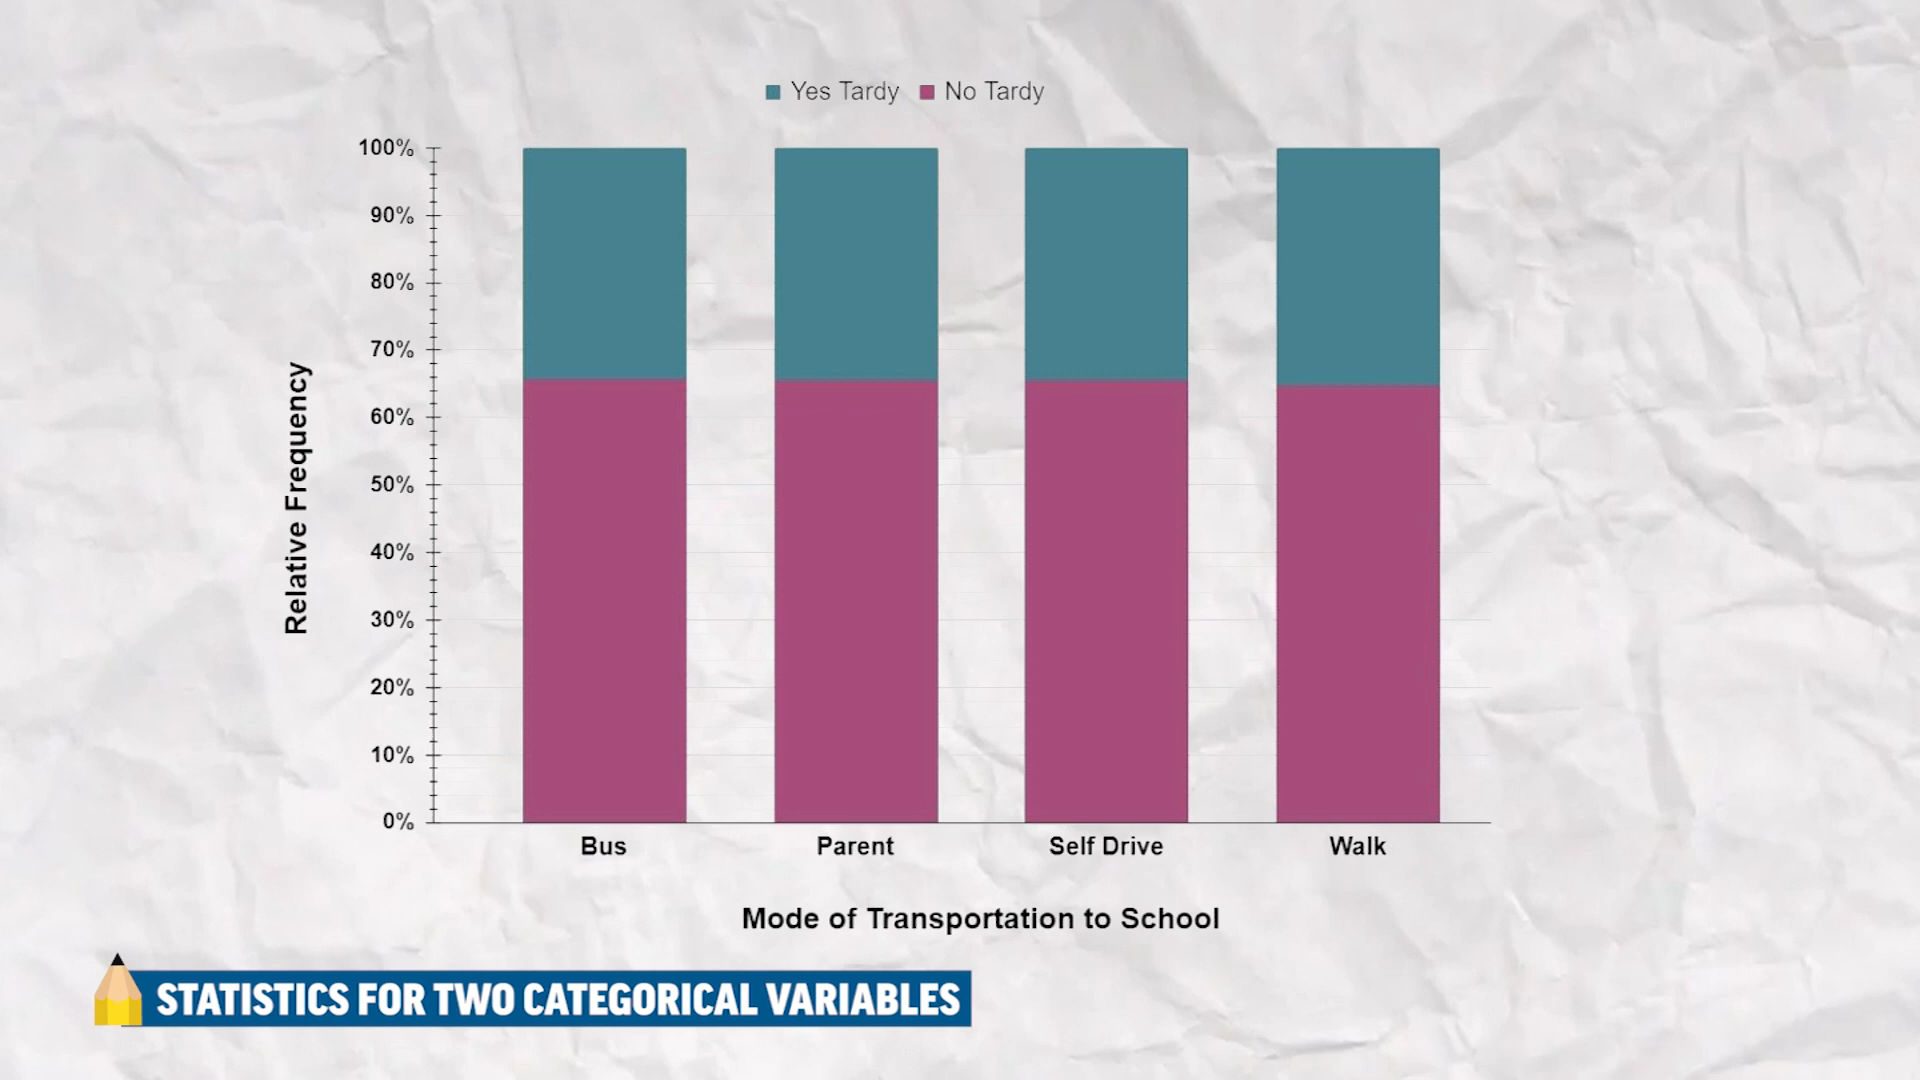 Yes Tardy No Tardy
100%
90%
80%
70%
60%
50%
40%
30%
20%
10%
0%
Relative Frequency
Bus Parent Self Drive Walk
Mode of Transportation to School
STATISTICS FOR TWO CATEGORICAL VARIABLES